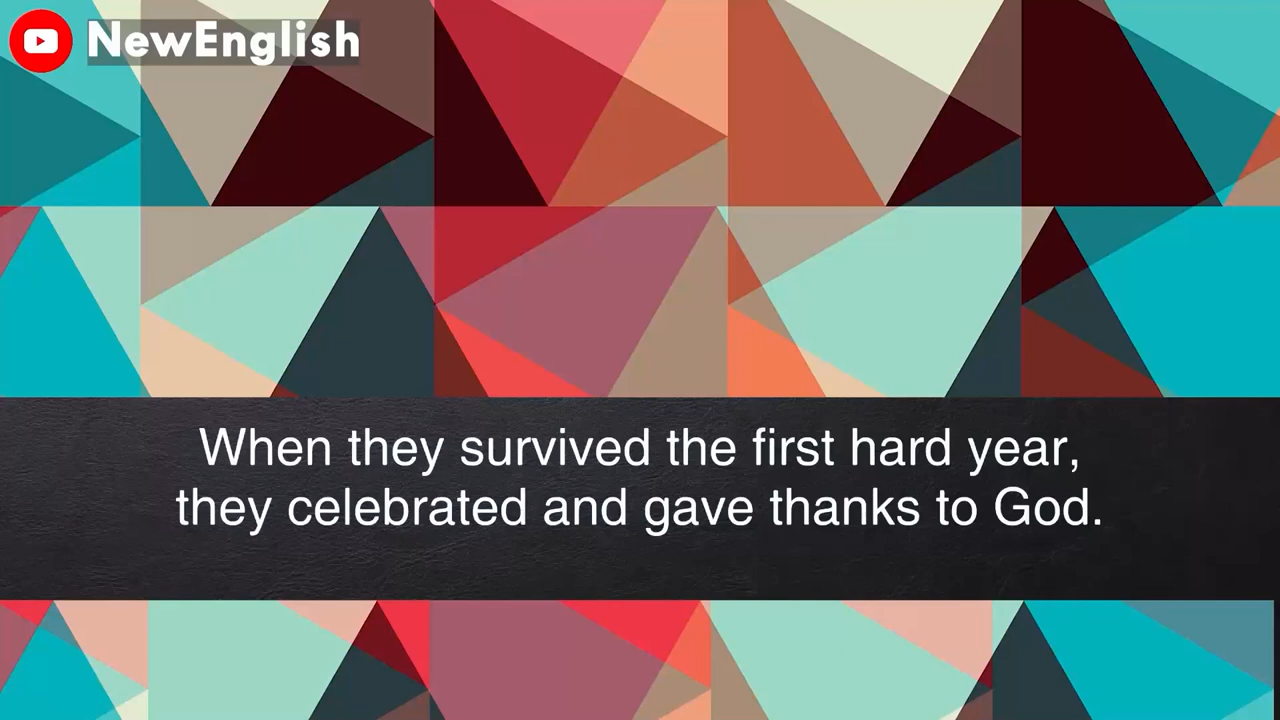 NewEnglish
When they survived the first hard year,
they celebrated and gave thanks to God.